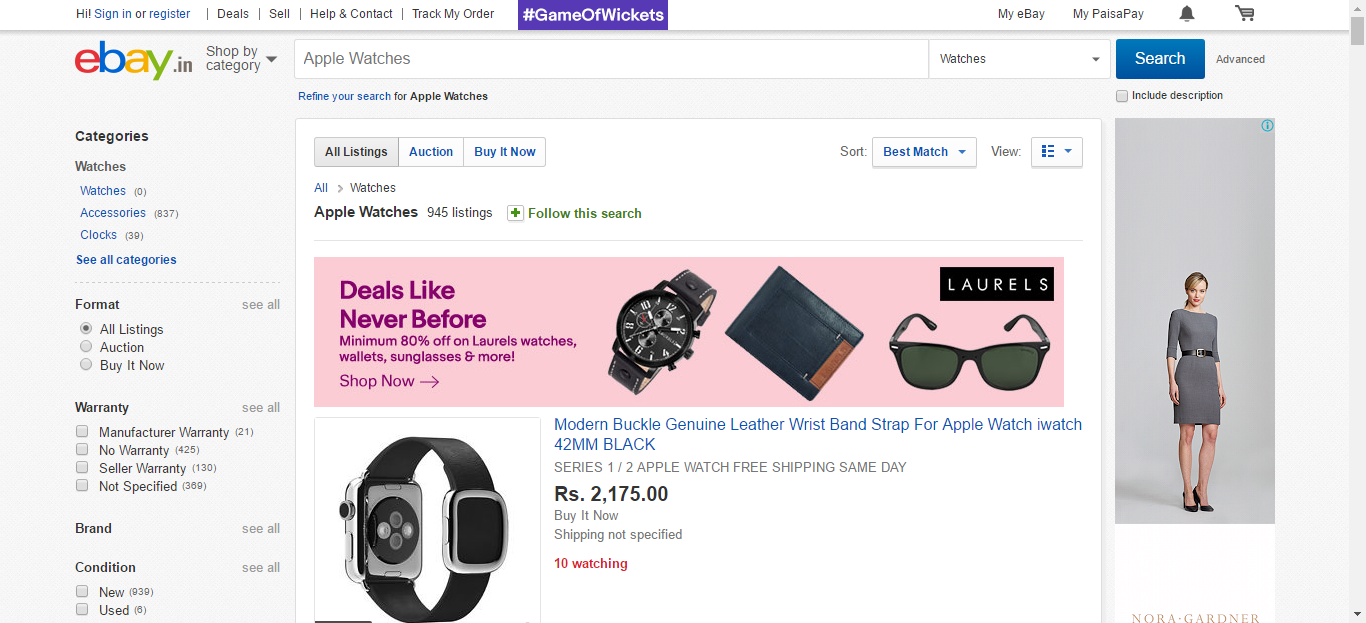 Hi! Sign in or register
Deals
Sell
Help & Contact
Track My Order
#GameOfWickets
My eBay
My PaisaPay
ebay.in
Shop by category
Apple Watches
Watches
Search
Advanced
Refine your search for Apple Watches
Include description
Categories
Watches
Watches (0)
Accessories (837)
Clocks (39)
See all categories
Format see all
All Listings
Auction
Buy It Now
Warranty see all
Manufacturer Warranty (21)
No Warranty (425)
Seller Warranty (130)
Not Specified (369)
Brand see all
Condition see all
New (939)
Used (6)
All Listings
Auction
Buy It Now
Sort: Best Match
View:
All > Watches
Apple Watches 945 listings
Follow this search
Deals Like
Never Before
Minimum 80% off on Laurels watches,
wallets, sunglasses & more!
Shop Now →
LAURELS
Modern Buckle Genuine Leather Wrist Band Strap For Apple Watch iwatch
42MM BLACK
SERIES 1 / 2 APPLE WATCH FREE SHIPPING SAME DAY
Rs. 2,175.00
Buy It Now
Shipping not specified
10 watching
NORA·GARDNER